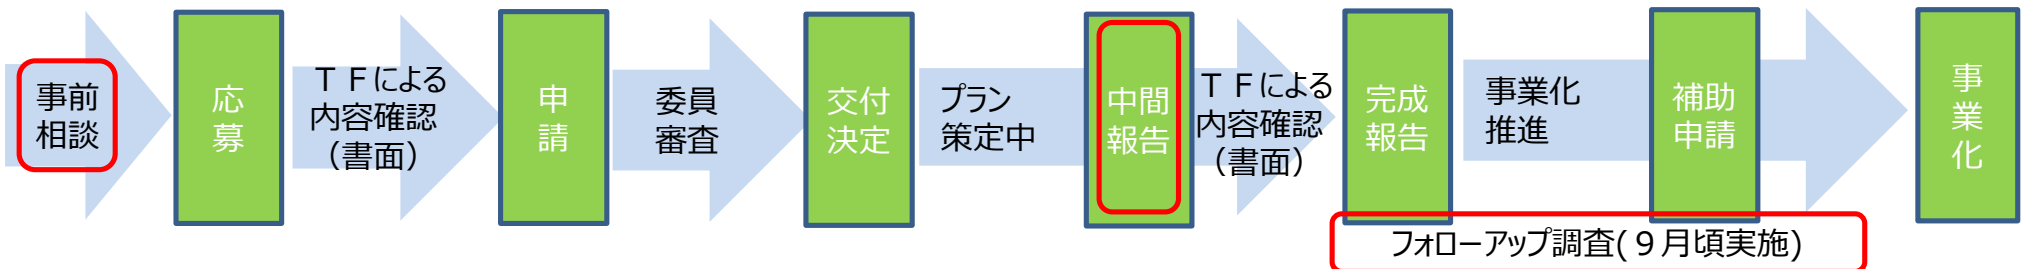 事前
相談
応
募
ＴＦによる
内容確認
（書面）
申
請
委員
審査
交付
決定
プラン
策定中
中間
報告
ＴＦによる
内容確認
（書面）
完成
報告
事業化
推進
補助
申請
事
業
化
フォローアップ調査(９月頃実施)